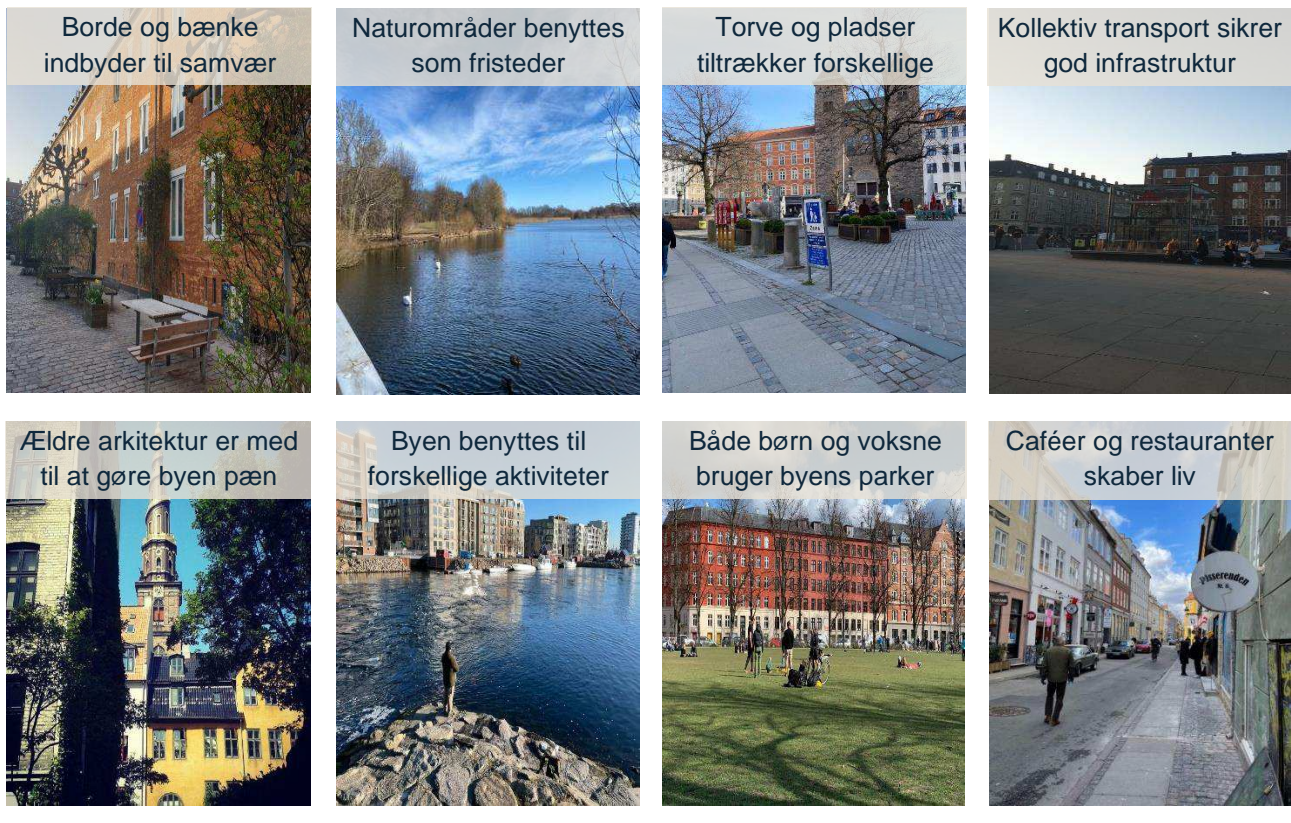 Borde og bænke
indbyder til samvær
Naturområder benyttes
som fristeder
Torve og pladser
tiltrækker forskellige
Kollektiv transport sikrer
god infrastruktur
Ældre arkitektur er med
til at gøre byen pæn
Byen benyttes til
forskellige aktiviteter
Både børn og voksne
bruger byens parker
Caféer og restauranter
skaber liv
ZONE
Pisserenden